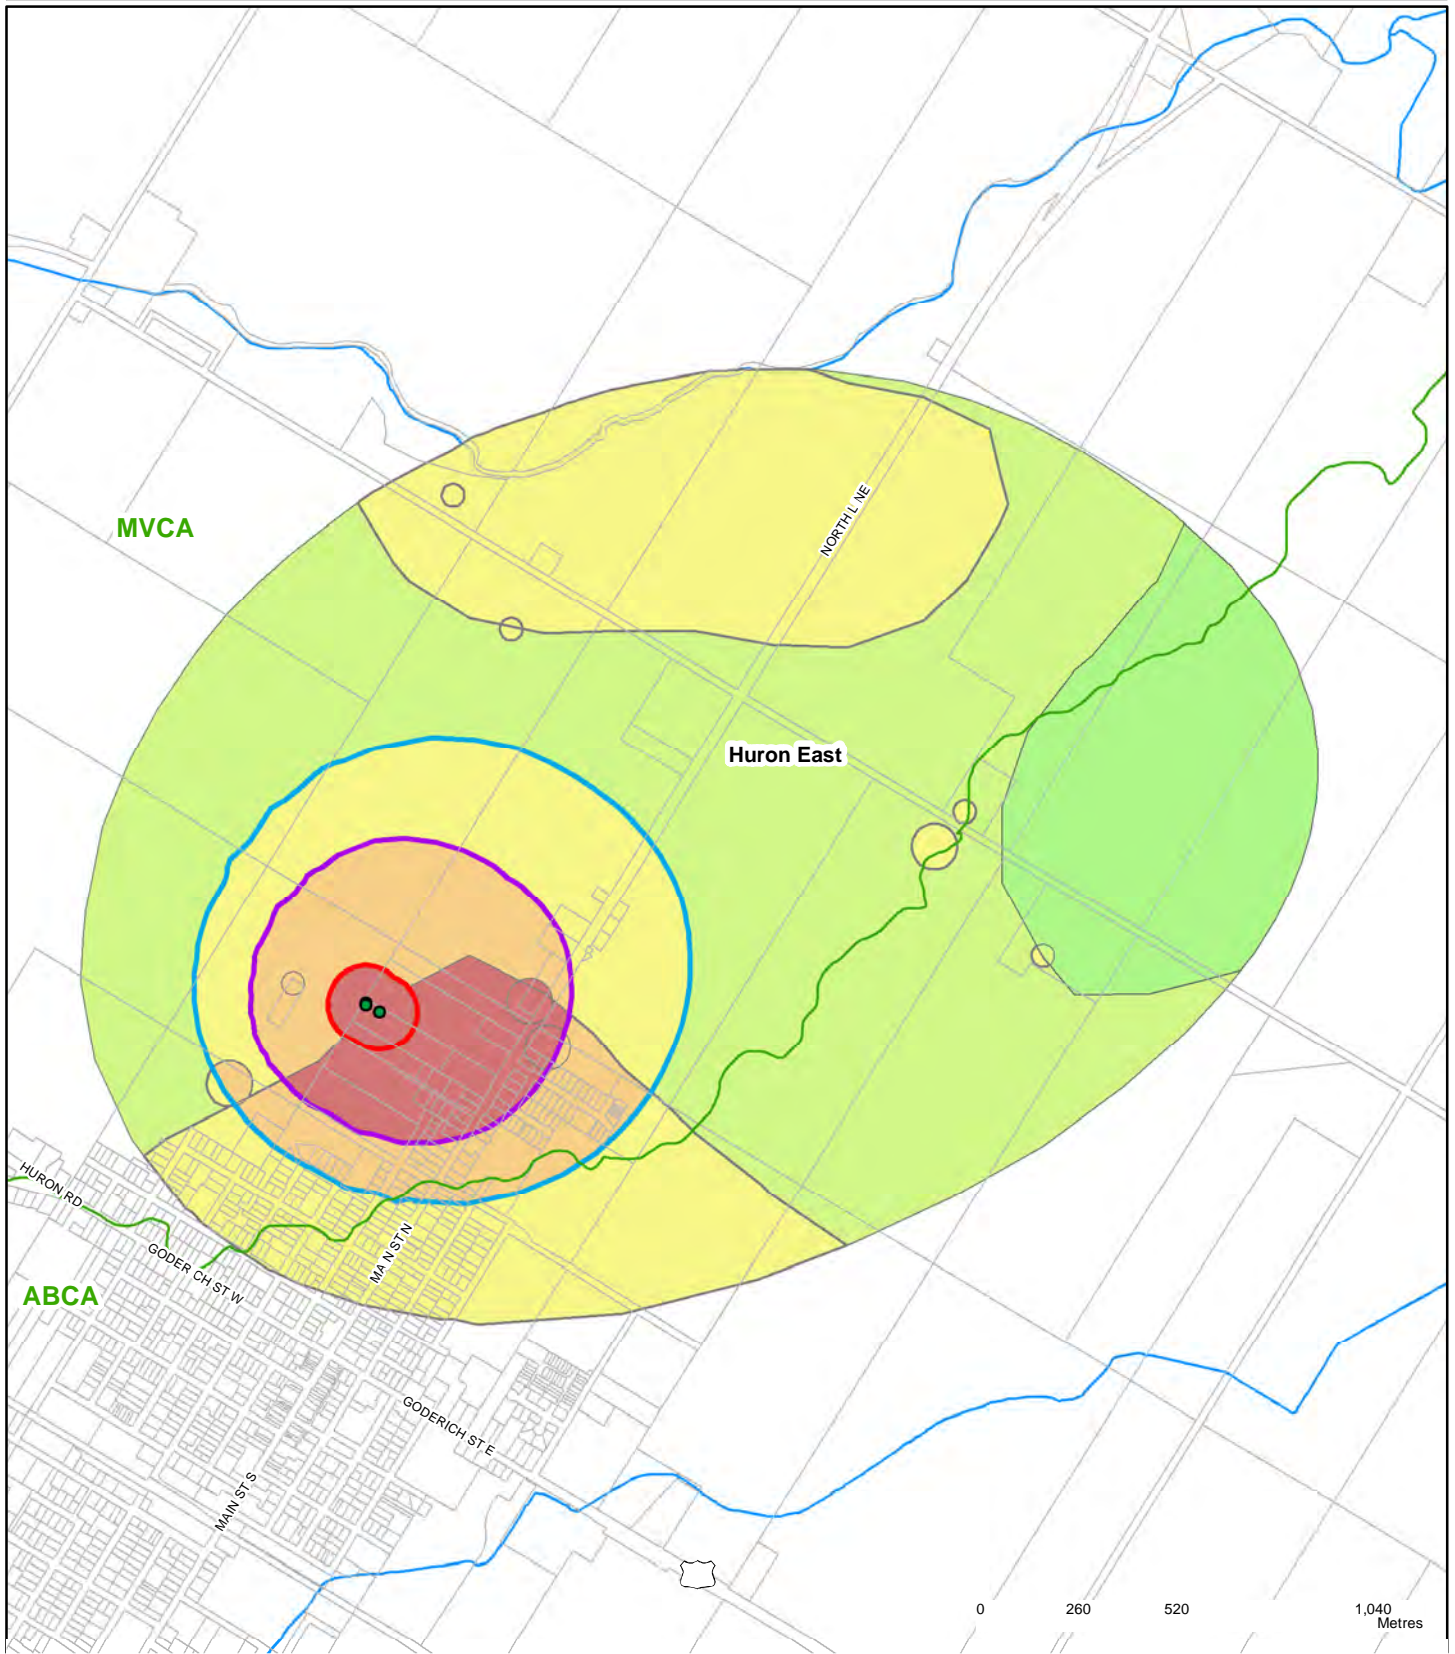 NORTH L NE
MVCA
Huron East
HURON RD
GODER CH ST W
MA N ST N
ABCA
GODERICH ST E
MAIN ST S
0 260 520 1,040
Metres